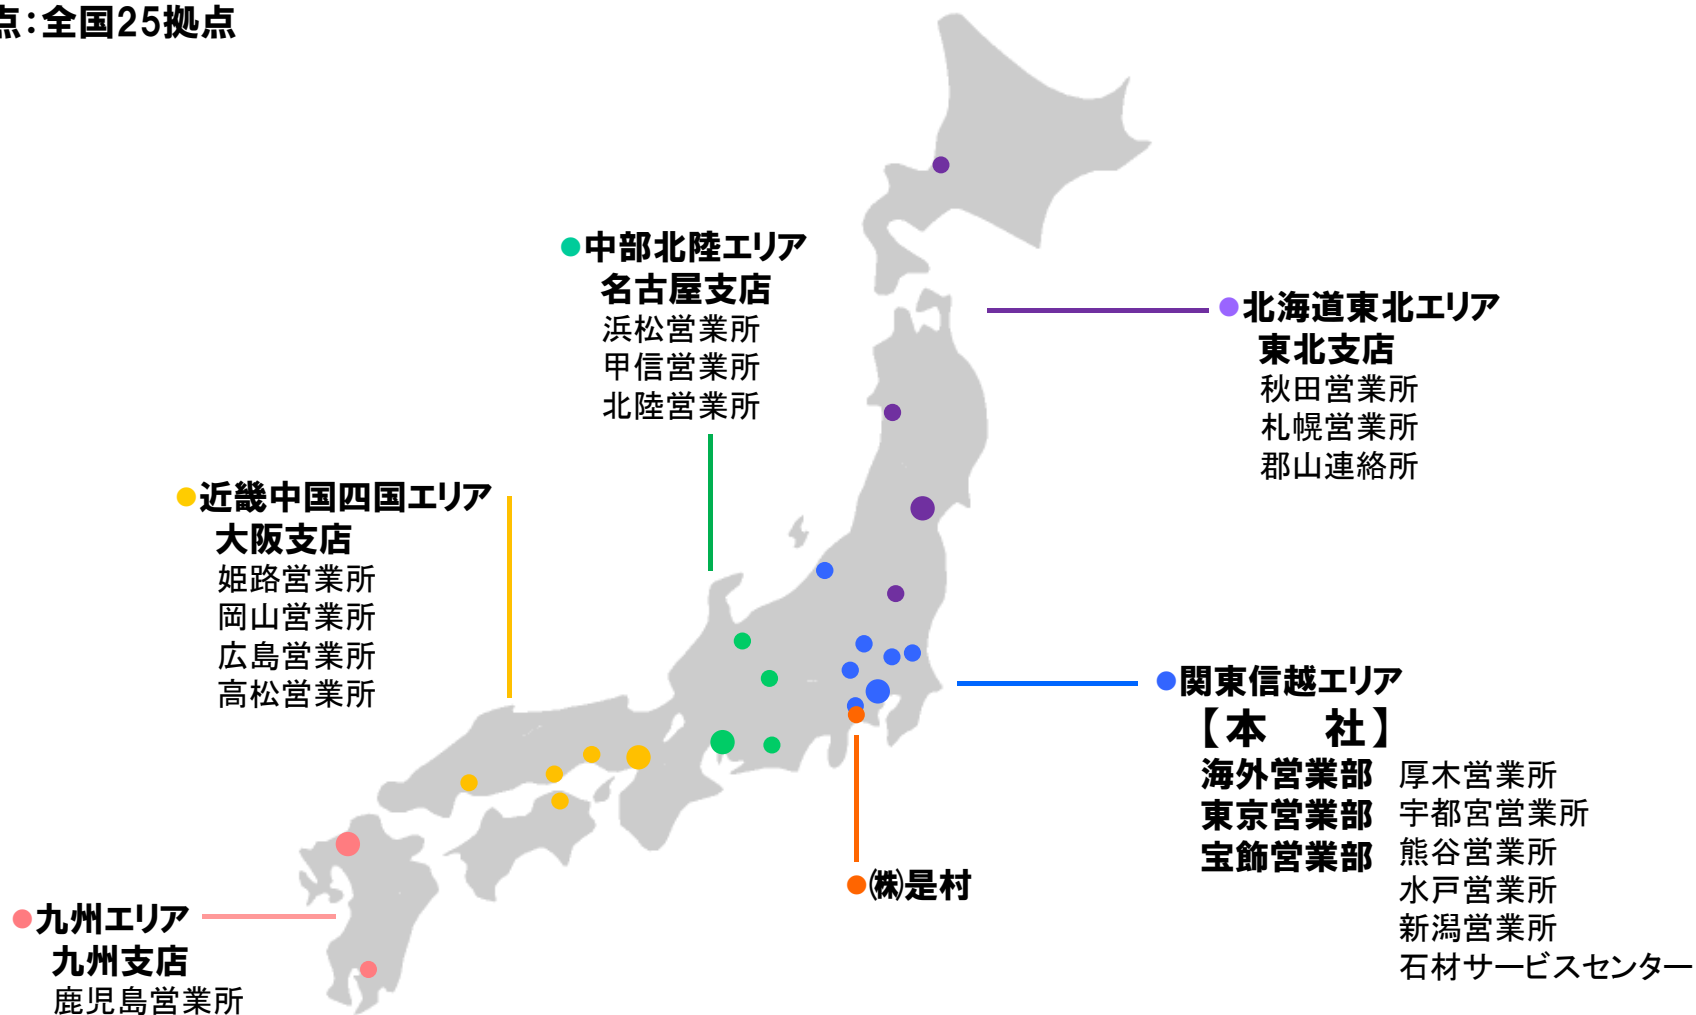 点：全国25拠点
中部北陸エリア
名古屋支店
浜松営業所
甲信営業所
北陸営業所
北海道東北エリア
東北支店
秋田営業所
札幌営業所
郡山連絡所
近畿中国四国エリア
大阪支店
姫路営業所
岡山営業所
広島営業所
高松営業所
関東信越エリア
【本　社】
海外営業部　厚木営業所
東京営業部　宇都宮営業所
宝飾営業部　熊谷営業所
水戸営業所
新潟営業所
石材サービスセンター
㈱是村
九州エリア
九州支店
鹿児島営業所